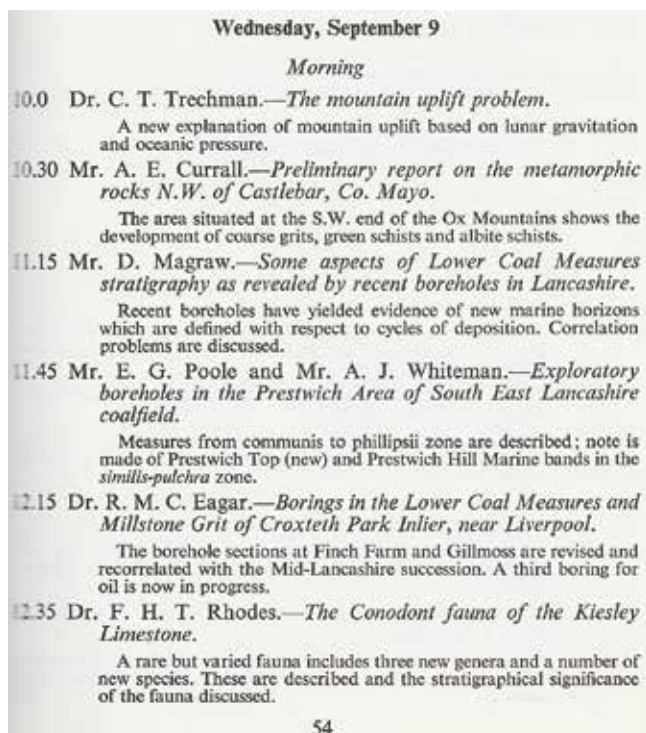 Wednesday, September 9
Morning
10.0 Dr. C. T. Trechman.—The mountain uplift problem.
A new explanation of mountain uplift based on lunar gravitation
and oceanic pressure.
10.30 Mr. A. E. Currall.—Preliminary report on the metamorphic
rocks N.W. of Castlebar, Co. Mayo.
The area situated at the S.W. end of the Ox Mountains shows the
development of coarse grits, green schists and albite schists.
11.15 Mr. D. Magraw.—Some aspects of Lower Coal Measures
stratigraphy as revealed by recent boreholes in Lancashire.
Recent boreholes have yielded evidence of new marine horizons
which are defined with respect to cycles of deposition. Correlation
problems are discussed.
11.45 Mr. E. G. Poole and Mr. A. J. Whiteman.—Exploratory
boreholes in the Prestwich Area of South East Lancashire
coalfield.
Measures from communis to phillipsii zone are described; note is
made of Prestwich Top (new) and Prestwich Hill Marine bands in the
similis-pulchra zone.
12.15 Dr. R. M. C. Eagar.—Borings in the Lower Coal Measures and
Millstone Grit of Croxteth Park Inlier, near Liverpool.
The borehole sections at Finch Farm and Gillmoss are revised and
recorrelated with the Mid-Lancashire succession. A third boring for
oil is now in progress.
12.35 Dr. F. H. T. Rhodes.—The Conodont fauna of the Kiesley
Limestone.
A rare but varied fauna includes three new genera and a number of
new species. These are described and the stratigraphical significance
of the fauna discussed.
54